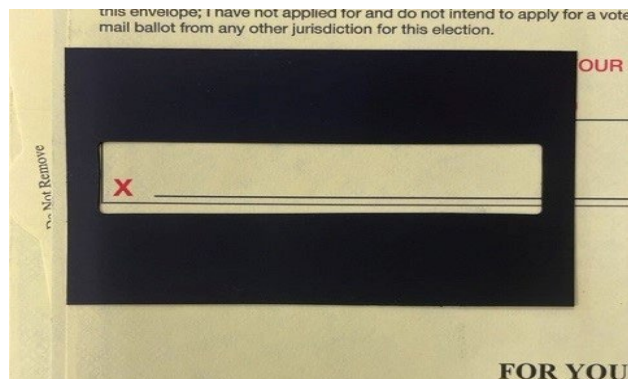 this envelope; I have not applied for and do not intend to apply for a vote
mail ballot from any other jurisdiction for this election.
OUR
Do Not Remove
X
FOR YOU